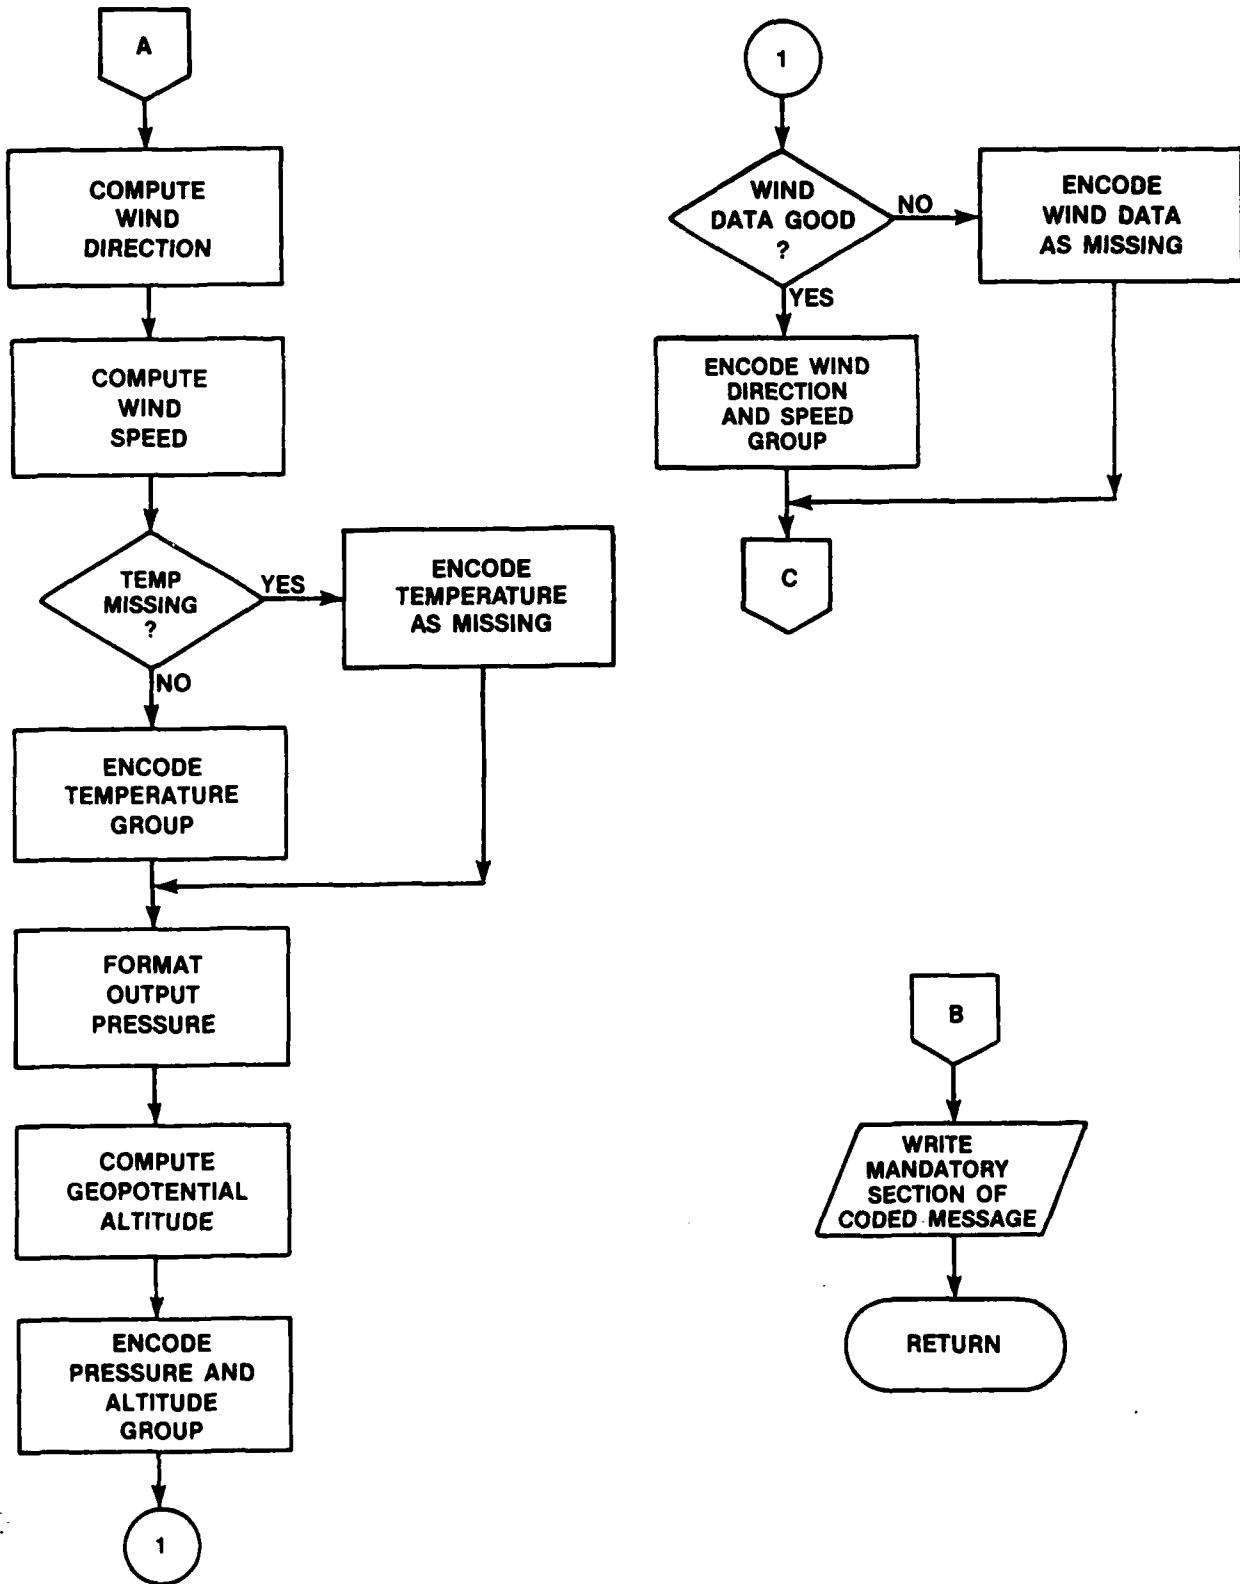 A
COMPUTE
WIND
DIRECTION
COMPUTE
WIND
SPEED
TEMP
MISSING
?
YES
ENCODE
TEMPERATURE
AS MISSING
NO
ENCODE
TEMPERATURE
GROUP
FORMAT
OUTPUT
PRESSURE
COMPUTE
GEOPOTENTIAL
ALTITUDE
ENCODE
PRESSURE AND
ALTITUDE
GROUP
1
1
WIND
DATA GOOD
?
NO
ENCODE
WIND DATA
AS MISSING
YES
ENCODE WIND
DIRECTION
AND SPEED
GROUP
C
B
WRITE
MANDATORY
SECTION OF
CODED MESSAGE
RETURN